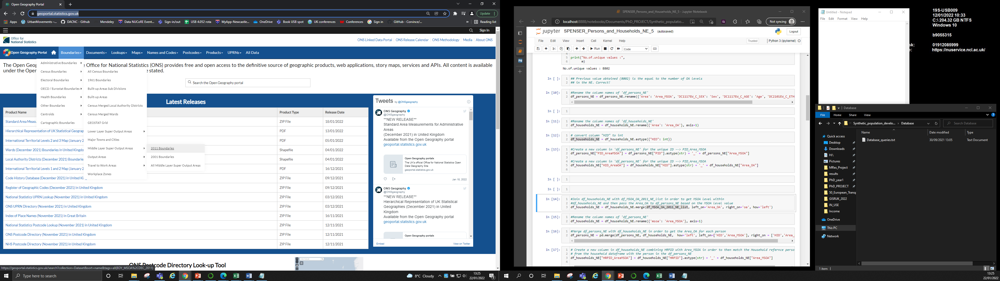 Open Geography Portal
geoportal.statistics.gov.uk
Update
Apps
UrbanMovements –...
DACNC - Github
Mendeley
Data NUCoRE Event...
Sign-in/out
USB 4.052 rota
MyApp-Newcastle...
OneDrive
Book USB spot
UK conferences
Conferences
Sign in
GitHub - Corvince/...
Reading list
Sign In
Office for
National Statistics
ONS Linked Data Portal
ONS Release Calendar
ONS Methodology
Media
About ONS
Open Geography Portal
Boundaries
Documents
Lookups
Maps
Names and Codes
Postcodes
Products
UPRNs
All Data
The Open Geog
e Office for National Statistics (ONS) provides free and open access to the definitive source of geographic products, web applications, story maps, services and APIs. All content is available
under the Open
e stated.
Administrative Boundaries
Census Boundaries
Electoral Boundaries
OECD / Eurostat Boundaries
Health Boundaries
Other Boundaries
Centroids
Cartographic Boundaries
All Census Boundaries
1961 Boundaries
Built-up Areas Sub Divisions
Built-up Areas
Census Merged Local Authority Districts
Census Merged Wards
GEOSTAT Grid
Lower Layer Super Output Areas
Major Towns and Cities
Middle Layer Super Output Areas
Output Areas
Travel to Work Areas
Workplace Zones
2011 Boundaries
2001 Boundaries
All Middle Layer Super Output Areas
Search the Open Geography portal
Latest Releases
Product Name
Product Type
Release Date
Standard Area Measu
ZIP File
18/01/2022
Hierarchical Representation of UK Statistical Geograp
PDF
13/01/2022
International Territorial Levels 2 and 3 Map (January 2
PDF
05/01/2022
Wards (December 2021) Boundaries in United Kingdo
Shapefile
04/01/2022
Local Authority Districts (December 2021) Boundarie
Shapefile
04/01/2022
International Territorial Levels 1 and 2 Map (January 2
PDF
16/12/2021
Code History Database (December 2021) in United King
ZIP File
09/12/2021
Register of Geographic Codes (December 2021) in United Kingdom
ZIP File
09/12/2021
National Statistics UPRN Lookup (November 2021) in United Kingdom
ZIP File
03/12/2021
ONS UPRN Directory (November 2021) in United Kingdom
ZIP File
03/12/2021
Index of Place Names (November 2021) in Great Britain
ZIP File
16/11/2021
National Statistics Postcode Lookup (November 2021) in United Kingdom
ZIP File
12/11/2021
ONS Postcode Directory (November 2021) in United Kingdom
ZIP File
12/11/2021
NHS Postcode Directory (November 2021) in United Kingdom
ZIP File
12/11/2021
Tweets by @ONSgeography
ONS Geography
@ONSgeography
**NEW RELEASE**
Standard Area Measurements for Administrative
Areas
(December 2021) in United Kingdom
Available from the Open Geography portal
geoportal.statistics.gov.uk
Open Geography portalx
The UK's official Office for National Statistics Open
Data Geography Site
geoportal.statistics.gov.uk
Jan 18, 2022
ONS Geography
@ONSgeography
**NEW RELEASE**
Hierarchical Representation of UK Statistical
Geographies (December 2021) in United
Kingdom
Available from the Open Geography portal
geoportal.statistics.gov.uk
Open Geography portalx
Embed
View on Twitter
ONS Postcode Directory Look-up Tool
https://geoportal.statistics.gov.uk/search?collection=Dataset&sort=name&tags=all(BDY_MSOA%2CDEC_2011)
Type here to search
8°C Cloudy
13:25
22/01/2022
SPENSER_Persons_and_Households_NE_5 - Jupyter Notebook
localhost:8888/notebooks/Documents/PhD_PROJECT/Synthetic_populatio...
Not syncing
jupyter
SPENSER_Persons_and_Households_NE_5 (autosaved)
Logout
File
Edit
View
Insert
Cell
Kernel
Help
Trusted
Python 3 (ipykernel)
Run
Code
4
5 print("No.of.unique values :",
6 m)
No.of.unique values : 8802
In [ ]:
1 ## Previous value obtained (8802) is the equal to the number of OA levels
2 ## in the NE. Correct!
In [10]:
1 #Rename the column names of 'df_persons_NE'
2 df_persons_NE = df_persons_NE.rename({'Area': 'Area_MSOA', 'DC1117EW_C_SEX': 'Sex', 'DC1117EW_C_AGE': 'Age', 'DC2101EW_C_ETH
In [ ]:
1
In [11]:
1 #Rename the column names of 'df_households_NE'
2 df_households_NE = df_households_NE.rename({'Area': 'Area_OA'}, axis=1)
In [12]:
1 # convert column "HID" to int
2 df_households_NE = df_households_NE.astype({"HID": int})
In [13]:
1 #Create a new column in 'df_persons_NE' for the unique ID --> PID_Area_MSOA
2 df_persons_NE["PID_AreaMSOA"] = df_persons_NE["PID"].astype(str) + '_' + df_persons_NE["Area_MSOA"]
3
4 #Create a new column in 'df_persons_NE' for the unique ID --> PID_Area_MSOA
5 df_households_NE["HID_AreaOA"] = df_households_NE["HID"].astype(str) + '_' + df_households_NE["Area_OA"]
6
In [ ]:
1
In [ ]:
1
In [14]:
1 #Join df_households_NE with df_MSOA_OA_2011_NE_List in order to get MSOA level within
2 #df_households_NE and then pass the Area_OA to df_persons_NE based on the MSOA level value
3 df_households_NE = df_households_NE.merge(df_MSOA_OA_2011_NE_list, left_on='Area_OA', right_on='oa', how='left')
In [15]:
1 #Rename the column names of 'df_persons_NE'
2 df_households_NE = df_households_NE.rename({'msoa': 'Area_MSOA'}, axis=1)
In [16]:
1 #Merge df_persons_NE with df_households_NE in order to get the Area_OA for each person
2 df_persons_NE = pd.merge(df_persons_NE, df_households_NE, how='left', left_on=['HID','Area_MSOA'], right_on = ['HID','Area_
In [17]:
1 # Create a new column in df_households_NE combining HRPID with Area_MSOA in order to then match the Household refernce perso
2 # from the household dataframe with the person in the df_persons_NE
3 df_households_NE["HRPID_AreaMSOA"] = df_households_NE["HRPID"].astype(str) + '_' + df_households_NE["Area_MSOA"]
4
Untitled - Notepad
File
Edit
Format
View
Help
19S-USB009
12/01/2022 10:33
C:\ 204.32 GB NTFS
Windows 10
b9055315
sk:
01912085999
e:
https://nuservice.ncl.ac.uk/
Database
File
Home
Share
View
Synthetic_population_develo...
Database
Search Database
Name
Date modified
Type
Database_queries.txt
30/09/2021 13:05
Text Document
Quick access
Desktop
Downloads
H:\
Pictures
MRes_Project
results
PhD_year1
PhD_PROJECT
50_European_Transp
GISRUK_2022
IN_USE
Income
OneDrive
This PC
Network
1 item
13:25
22/01/2022